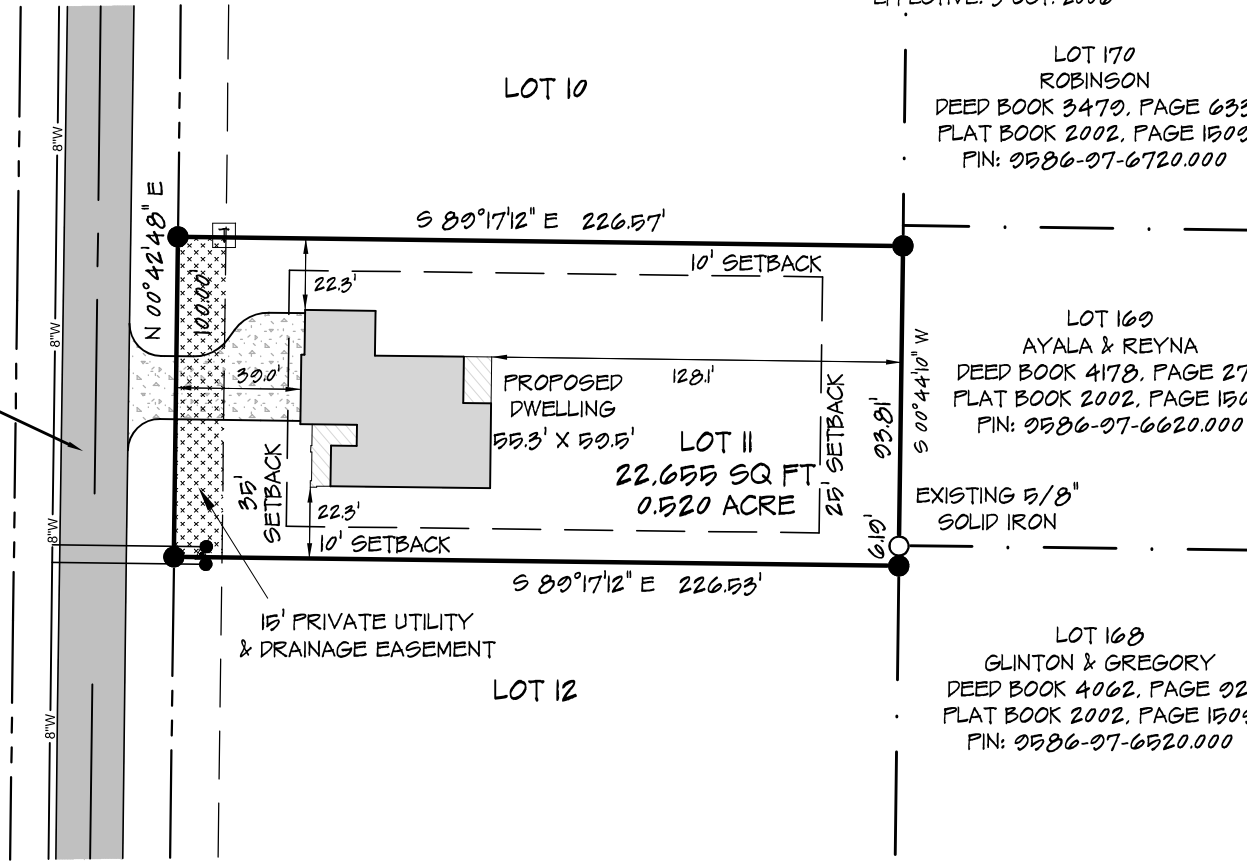 LOT 170
ROBINSON
DEED BOOK 3479, PAGE 633
PLAT BOOK 2002, PAGE 1509
PIN: 9586-97-6720.000
LOT 10
8"W
N 00°42'48" E
100.00'
S 89°17'12" E 226.57'
10' SETBACK
22.3'
8"W
39.0'
128.1'
PROPOSED
DWELLING
55.3' X 59.5'
LOT 11
22,655 SQ FT
0.520 ACRE
25' SETBACK
93.81'
S 00°44'10" W
LOT 169
AYALA & REYNA
DEED BOOK 4178, PAGE 27
PLAT BOOK 2002, PAGE 150
PIN: 9586-97-6620.000
35'
SETBACK
22.3'
10' SETBACK
6.19'
EXISTING 5/8"
SOLID IRON
8"W
S 89°17'12" E 226.53'
15' PRIVATE UTILITY
& DRAINAGE EASEMENT
LOT 12
8"W
LOT 168
GLINTON & GREGORY
DEED BOOK 4062, PAGE 92
PLAT BOOK 2002, PAGE 1509
PIN: 9586-97-6520.000